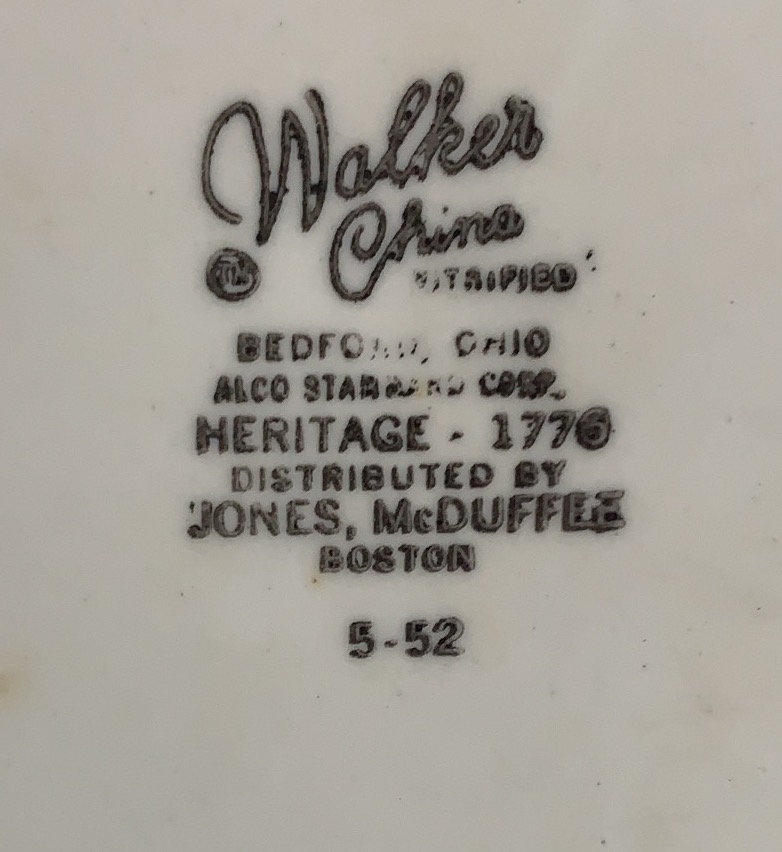 Walker
China
VITRIFIED
BEDFORD, OHIO
ALCO STANDARD CORP.
HERITAGE - 1776
DISTRIBUTED BY
JONES, McDUFFEE
BOSTON
5-52